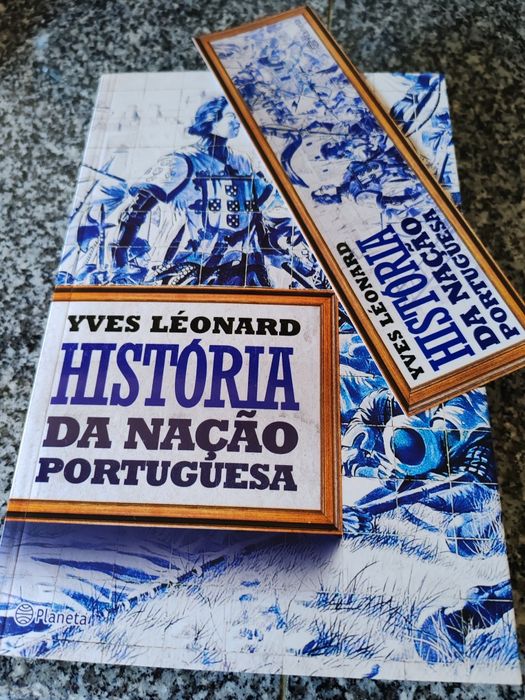 YVES LÉONARD
HISTÓRIA
DA NAÇÃO
PORTUGUESA
Planeta
YVES LÉONARD
HISTÓRIA
DA NAÇÃO
PORTUGUESA